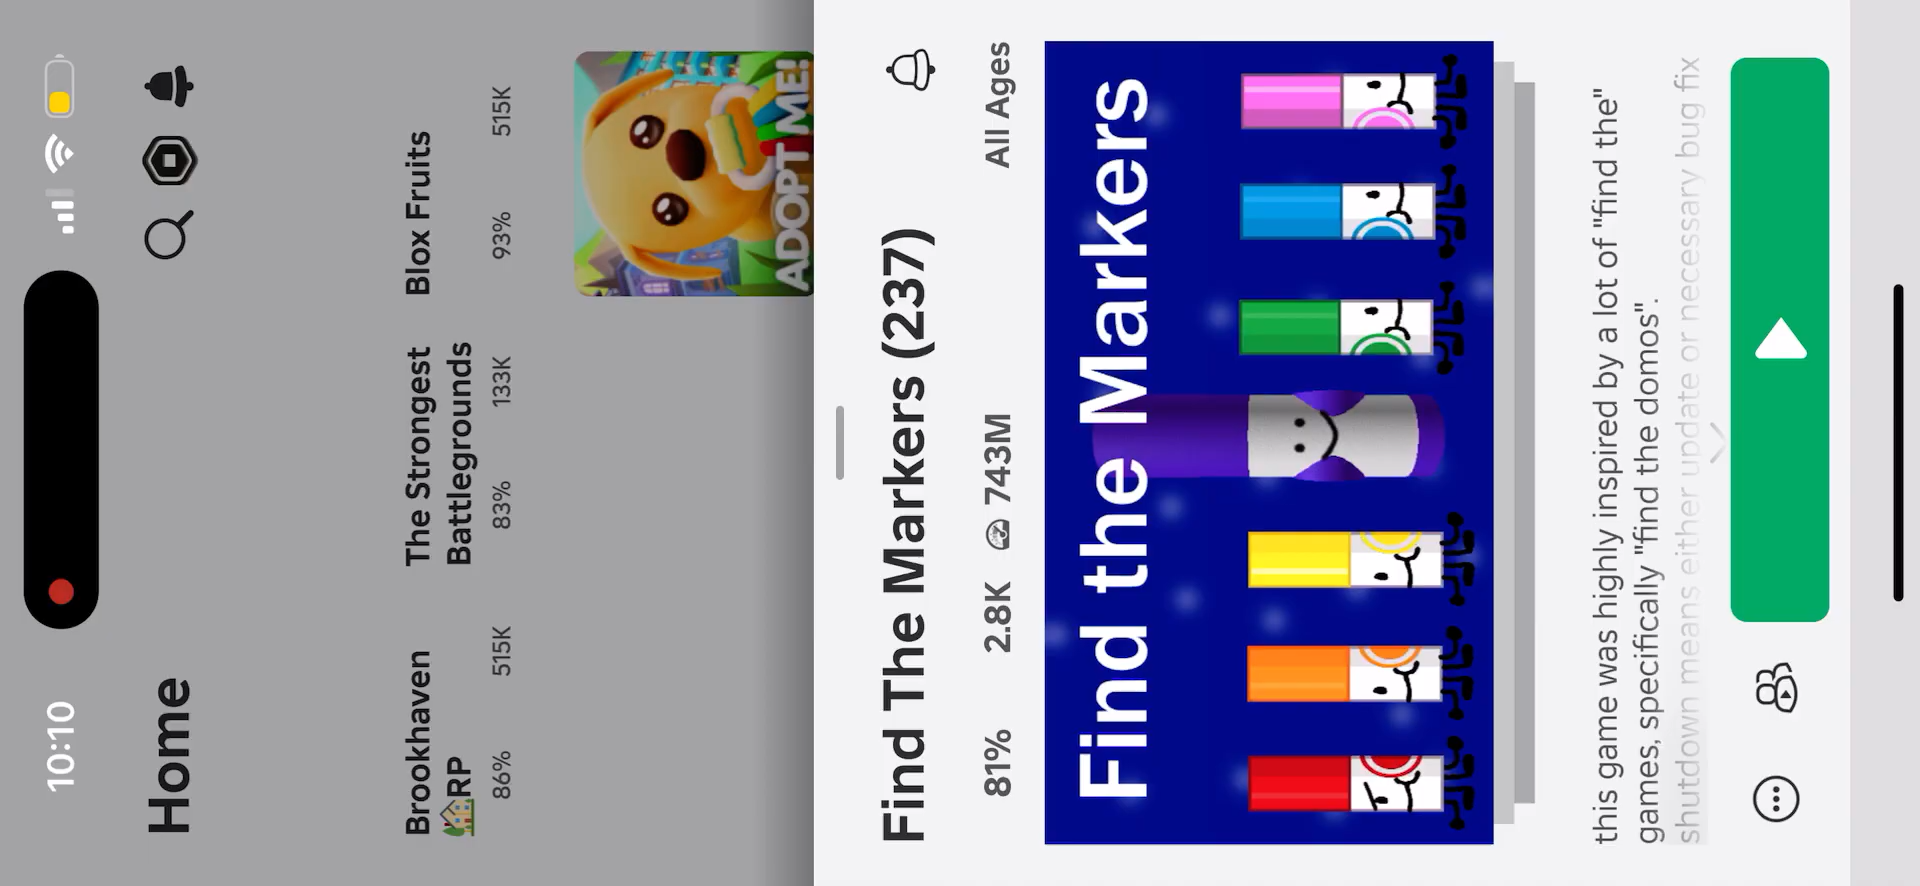 10:10
Home
Brookhaven
🏡RP
86% 515K
The Strongest
Battlegrounds
83% 133K
Blox Fruits
93% 515K
ADOPT ME!
Find The Markers (237)
81% 2.8K 743M All Ages
Find the Markers
this game was highly inspired by a lot of "find the"
games, specifically "find the domos".
shutdown means either update or necessary bug fix